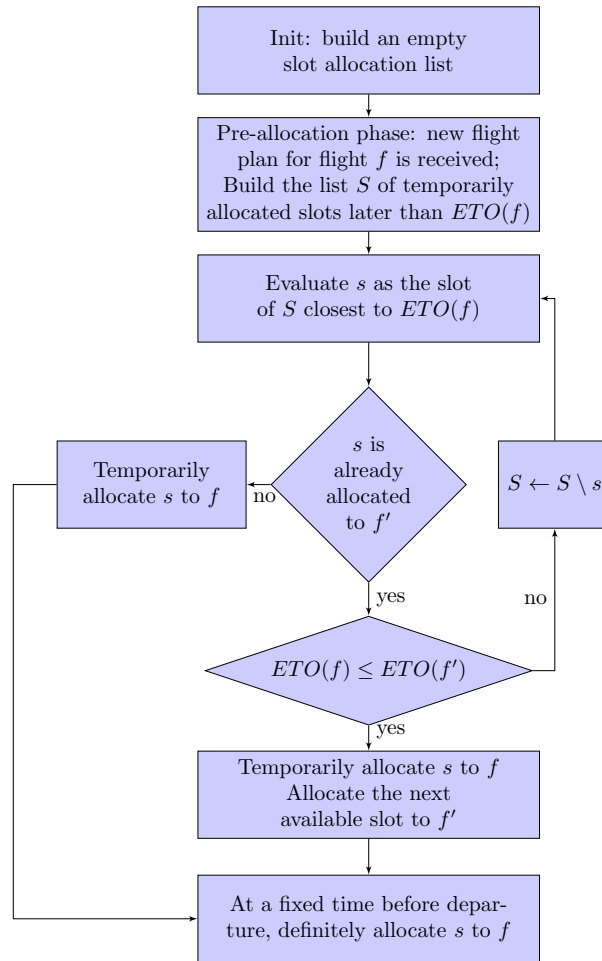 Init: build an empty
slot allocation list
Pre-allocation phase: new flight
plan for flight f is received;
Build the list S of temporarily
allocated slots later than ETO(f)
Evaluate s as the slot
of S closest to ETO(f)
s is
already
allocated
to f′
no
Temporarily
allocate s to f
S ← S \ s
yes
no
ETO(f) ≤ ETO(f′)
yes
Temporarily allocate s to f
Allocate the next
available slot to f′
At a fixed time before depar-
ture, definitely allocate s to f